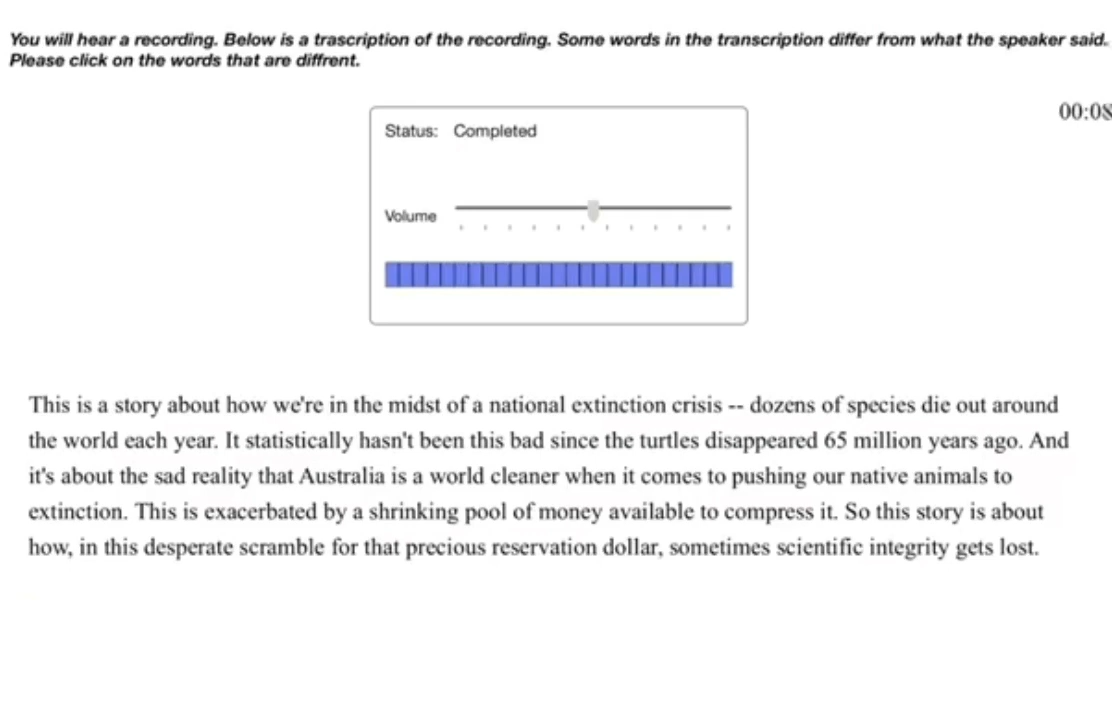 You will hear a recording. Below is a trascription of the recording. Some words in the transcription differ from what the speaker said.
Please click on the words that are diffrent.
00:08
Status: Completed
Volume
This is a story about how we're in the midst of a national extinction crisis -- dozens of species die out around
the world each year. It statistically hasn't been this bad since the turtles disappeared 65 million years ago. And
it's about the sad reality that Australia is a world cleaner when it comes to pushing our native animals to
extinction. This is exacerbated by a shrinking pool of money available to compress it. So this story is about
how, in this desperate scramble for that precious reservation dollar, sometimes scientific integrity gets lost.